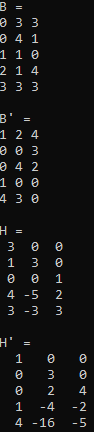 B =
0 3 3
0 4 1
1 1 0
2 1 4
3 3 3
B' =
1 2 4
0 0 3
0 4 2
1 0 0
4 3 0
H =
3 0 0
1 3 0
0 0 1
4 -5 2
3 -3 3
H' =
1 0 0
0 3 0
0 2 4
1 -4 -2
4 -16 -5